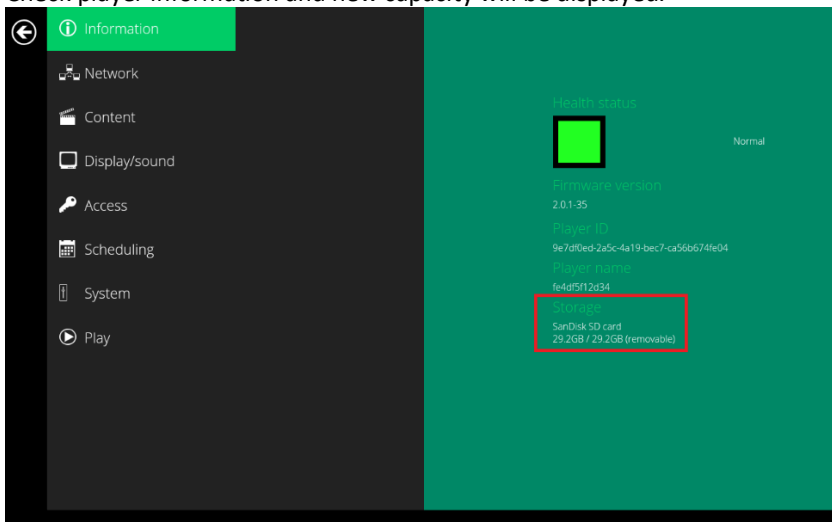 Check player information and new capacity will be displayed.
Information
Network
Content
Display/sound
Access
Scheduling
System
Play
Health status
Normal
Firmware version
2.0.1-35
Player ID
9e7df0ed-2a5c-4a19-bec7-ca56b674fe04
Player name
fe4df5f12d34
Storage
SanDisk SD card
29.2GB / 29.2GB (removable)